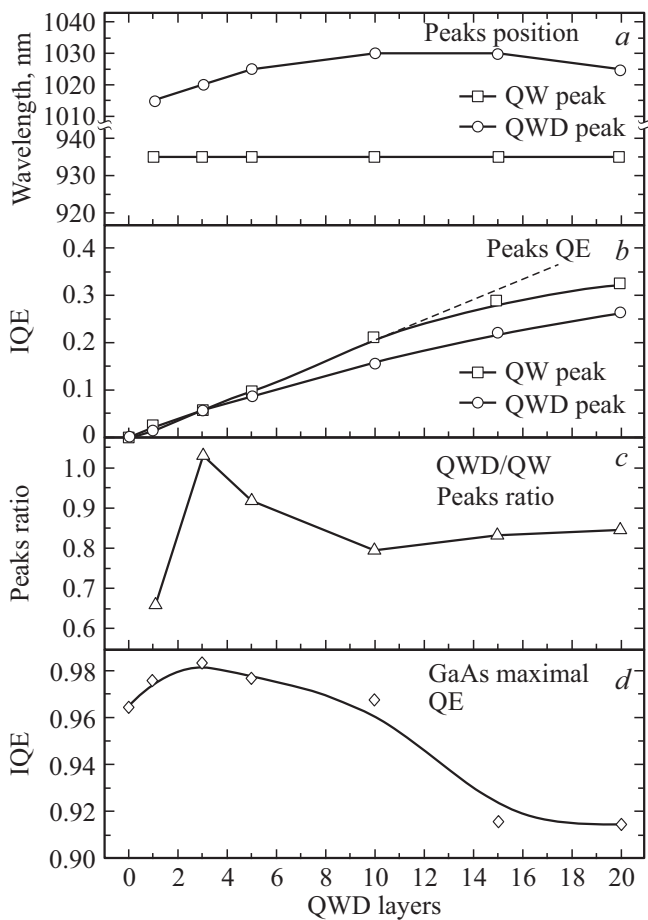 1040
1030
1020
1010
940
930
920
Wavelength, nm
Peaks position
a
QW peak
QWD peak
0.4
0.3
0.2
0.1
0
IQE
Peaks QE
b
QW peak
QWD peak
1.0
0.9
0.8
0.7
0.6
Peaks ratio
QWD/QW
c
Peaks ratio
0.98
0.96
0.94
0.92
0.90
IQE
GaAs maximal
d
QE
0 2 4 6 8 10 12 14 16 18 20
QWD layers